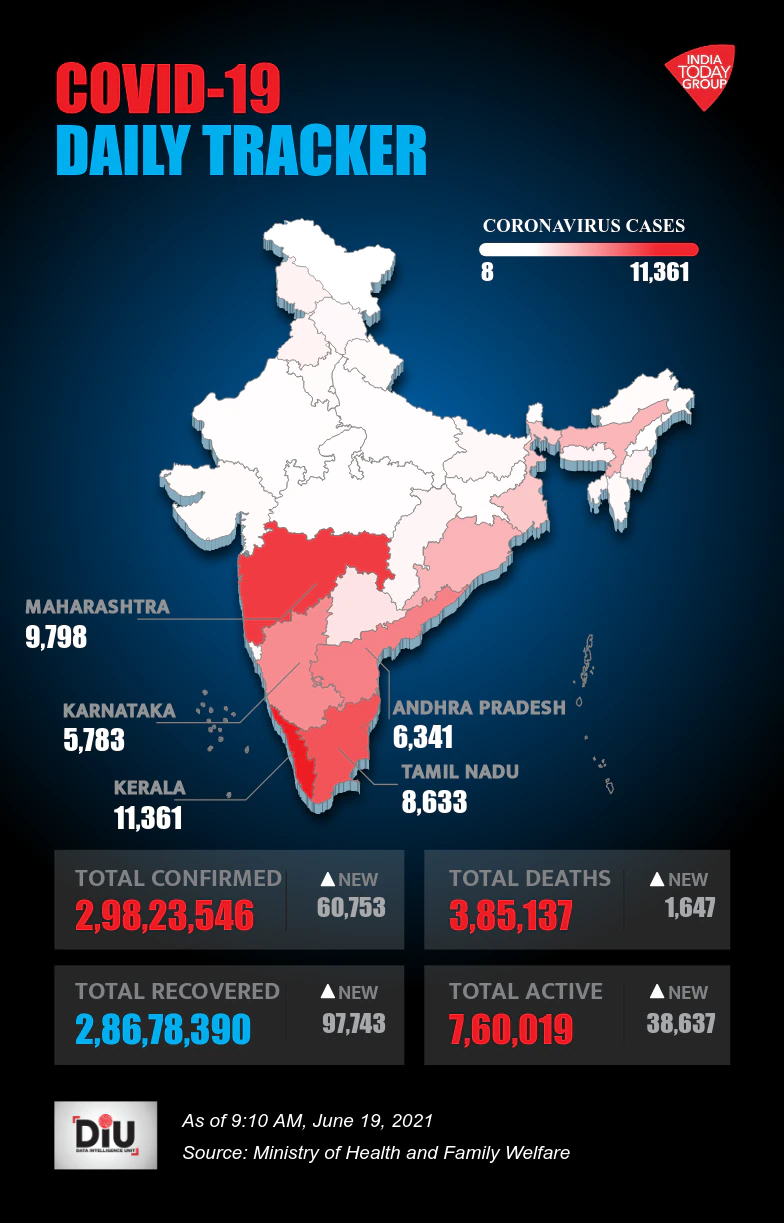 COVID-19
DAILY TRACKER
INDIA
TODAY
GROUP
CORONAVIRUS CASES
8
11,361
MAHARASHTRA
9,798
KARNATAKA
5,783
KERALA
11,361
ANDHRA PRADESH
6,341
TAMIL NADU
8,633
TOTAL CONFIRMED
2,98,23,546
NEW
60,753
TOTAL DEATHS
3,85,137
NEW
1,647
TOTAL RECOVERED
2,86,78,390
NEW
97,743
TOTAL ACTIVE
7,60,019
NEW
38,637
DiU
DATA INTELLIGENCE UNIT
As of 9:10 AM, June 19, 2021
Source: Ministry of Health and Family Welfare